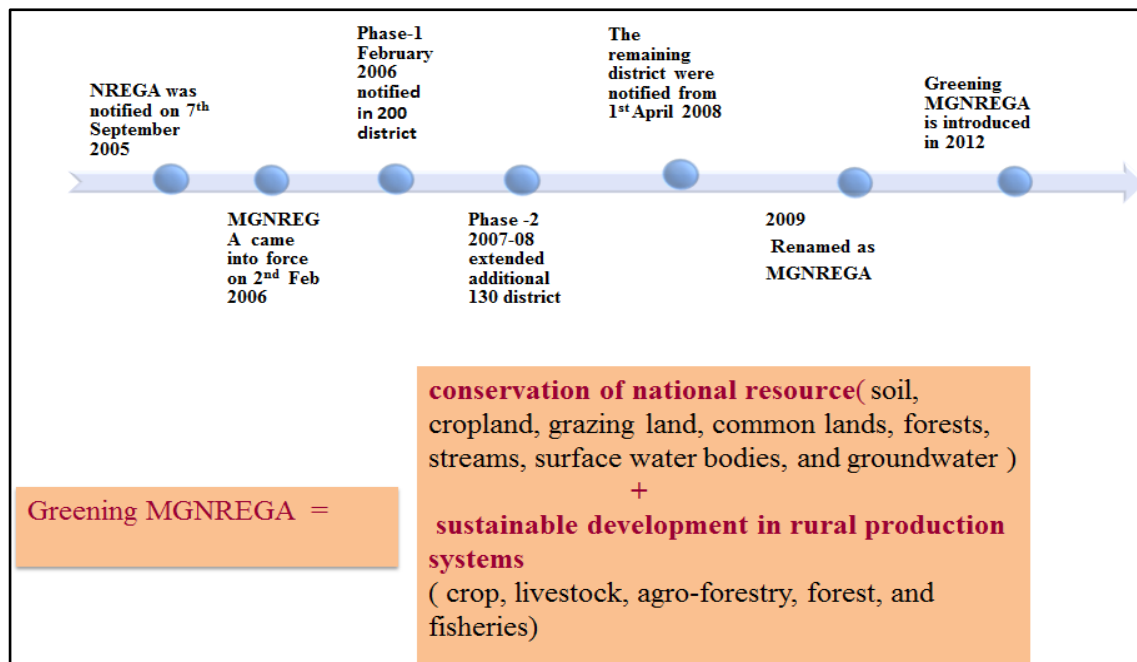 NREGA was
notified on 7th
September
2005
MGNREG
A came
into force
on 2nd Feb
2006
Phase-1
February
2006
notified
in 200
district
Phase -2
2007-08
extended
additional
130 district
The
remaining
district were
notified from
1st April 2008
2009
Renamed as
MGNREGA
Greening
MGNREGA
is introduced
in 2012
Greening MGNREGA =
conservation of national resource( soil,
cropland, grazing land, common lands, forests,
streams, surface water bodies, and groundwater )
+
sustainable development in rural production
systems
( crop, livestock, agro-forestry, forest, and
fisheries)